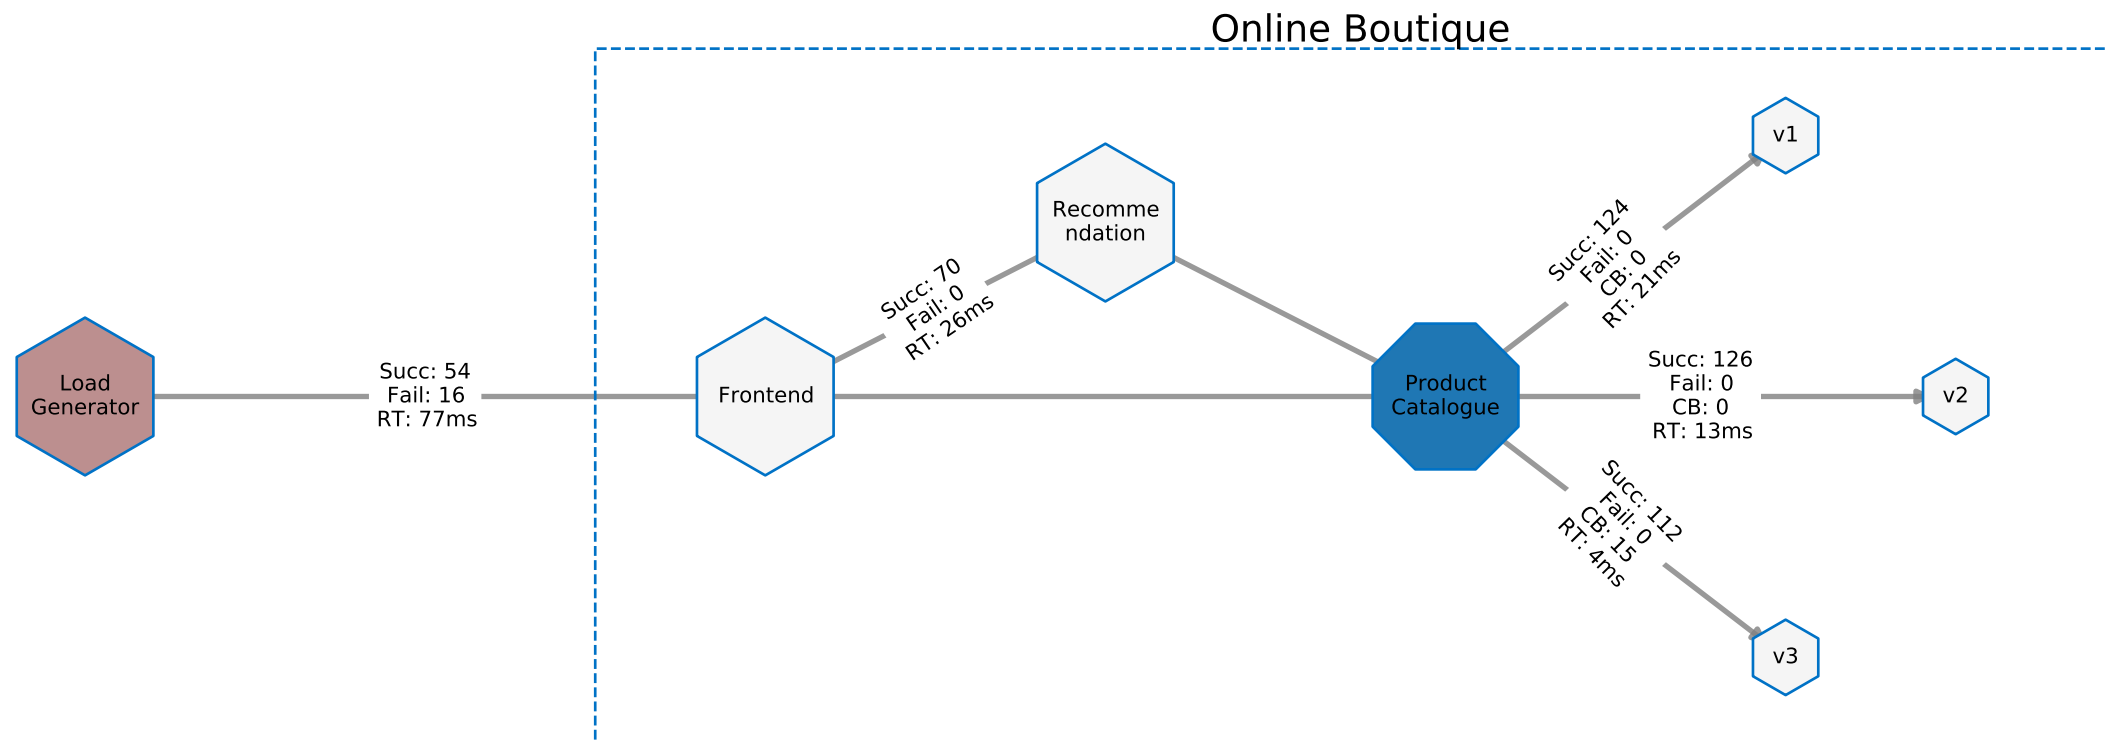 Online Boutique
Load
Generator
Succ: 54
Fail: 16
RT: 77ms
Frontend
Succ: 70
Fail: 0
RT: 26ms
Recomme
ndation
Product
Catalogue
Succ: 124
Fail: 0
CB: 0
RT: 21ms
v1
Succ: 126
Fail: 0
CB: 0
RT: 13ms
v2
Succ: 112
Fail: 0
CB: 15
RT: 4ms
v3